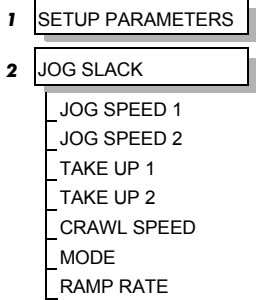 1 SETUP PARAMETERS
2 JOG SLACK
JOG SPEED 1
JOG SPEED 2
TAKE UP 1
TAKE UP 2
CRAWL SPEED
MODE
RAMP RATE